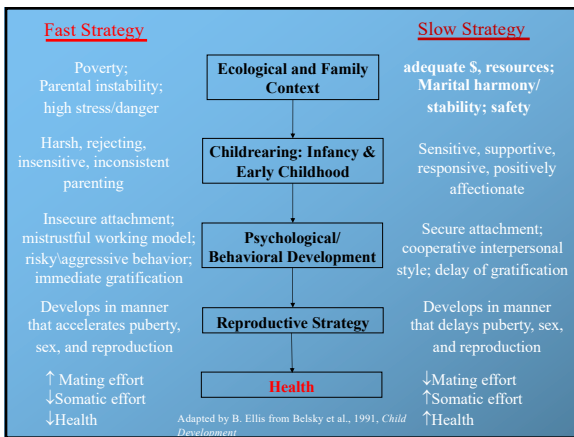 Fast Strategy
Slow Strategy
Poverty;
Parental instability;
high stress/danger
Ecological and Family
Context
adequate $, resources;
Marital harmony/
stability; safety
Harsh, rejecting,
insensitive, inconsistent
parenting
Childrearing: Infancy &
Early Childhood
Sensitive, supportive,
responsive, positively
affectionate
Insecure attachment;
mistrustful working model;
risky\aggressive behavior;
immediate gratification
Psychological/
Behavioral Development
Secure attachment;
cooperative interpersonal
style; delay of gratification
Develops in manner
that accelerates puberty,
sex, and reproduction
Reproductive Strategy
Develops in manner
that delays puberty, sex,
and reproduction
↑ Mating effort
↓Somatic effort
↓Health
Health
↓Mating effort
↑Somatic effort
↑Health
Adapted by B. Ellis from Belsky et al., 1991, Child
Development